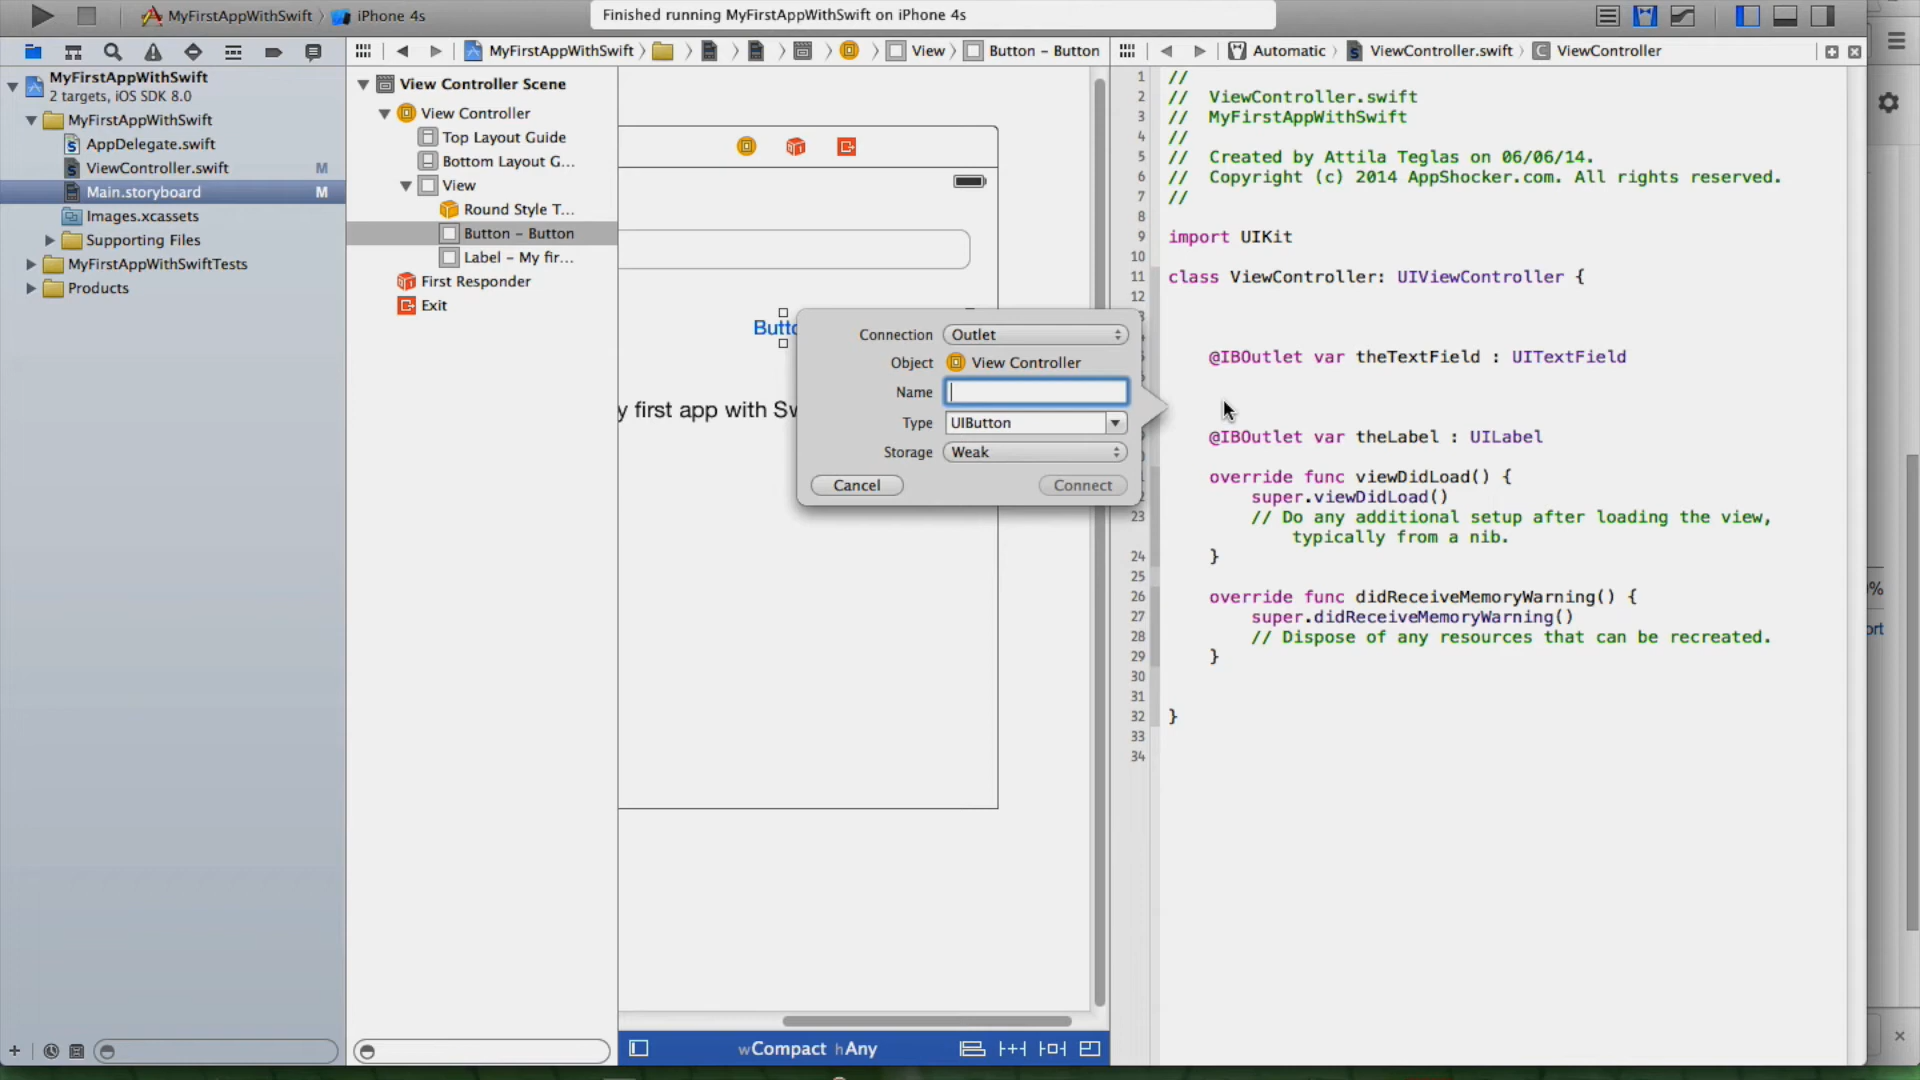 MyFirstAppWithSwift iPhone 4s
Finished running MyFirstAppWithSwift on iPhone 4s
MyFirstAppWithSwift View Button – Button
Automatic ViewController.swift ViewController
MyFirstAppWithSwift
2 targets, iOS SDK 8.0
MyFirstAppWithSwift
AppDelegate.swift
ViewController.swift M
Main.storyboard M
Images.xcassets
Supporting Files
MyFirstAppWithSwiftTests
Products
View Controller Scene
View Controller
Top Layout Guide
Bottom Layout G...
View
Round Style T...
Button – Button
Label – My fir...
First Responder
Exit
Butto
y first app with Sw
Connection Outlet
Object View Controller
Name
Type UIButton
Storage Weak
Cancel Connect
wCompact hAny
1 //
2 // ViewController.swift
3 // MyFirstAppWithSwift
4 //
5 // Created by Attila Teglas on 06/06/14.
6 // Copyright (c) 2014 AppShocker.com. All rights reserved.
7 //
8
9 import UIKit
10
11 class ViewController: UIViewController {
12
@IBOutlet var theTextField : UITextField
@IBOutlet var theLabel : UILabel
override func viewDidLoad() {
super.viewDidLoad()
23 // Do any additional setup after loading the view,
typically from a nib.
24 }
25
26 override func didReceiveMemoryWarning() {
27 super.didReceiveMemoryWarning()
28 // Dispose of any resources that can be recreated.
29 }
30
31
32 }
33
34
%
ort